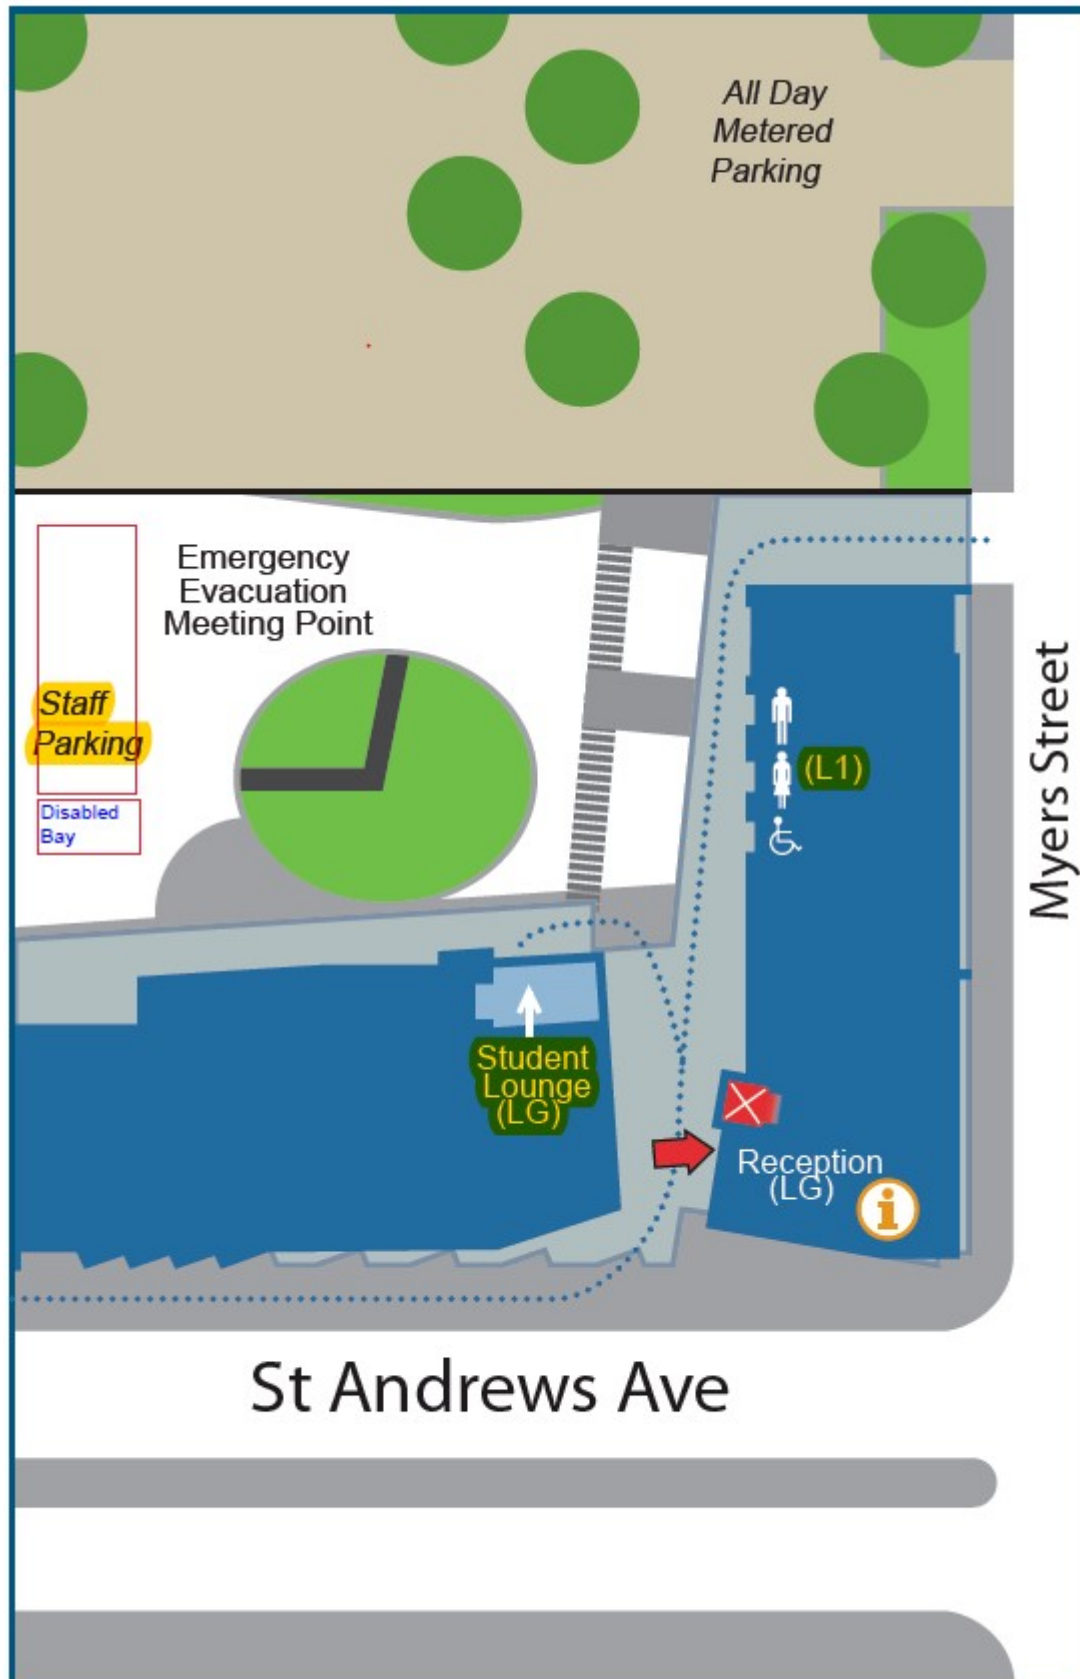 All Day
Metered
Parking
Emergency
Evacuation
Meeting Point
Staff
Parking
Disabled
Bay
(L1)
Myers Street
Student
Lounge
(LG)
Reception
(LG)
i
St Andrews Ave